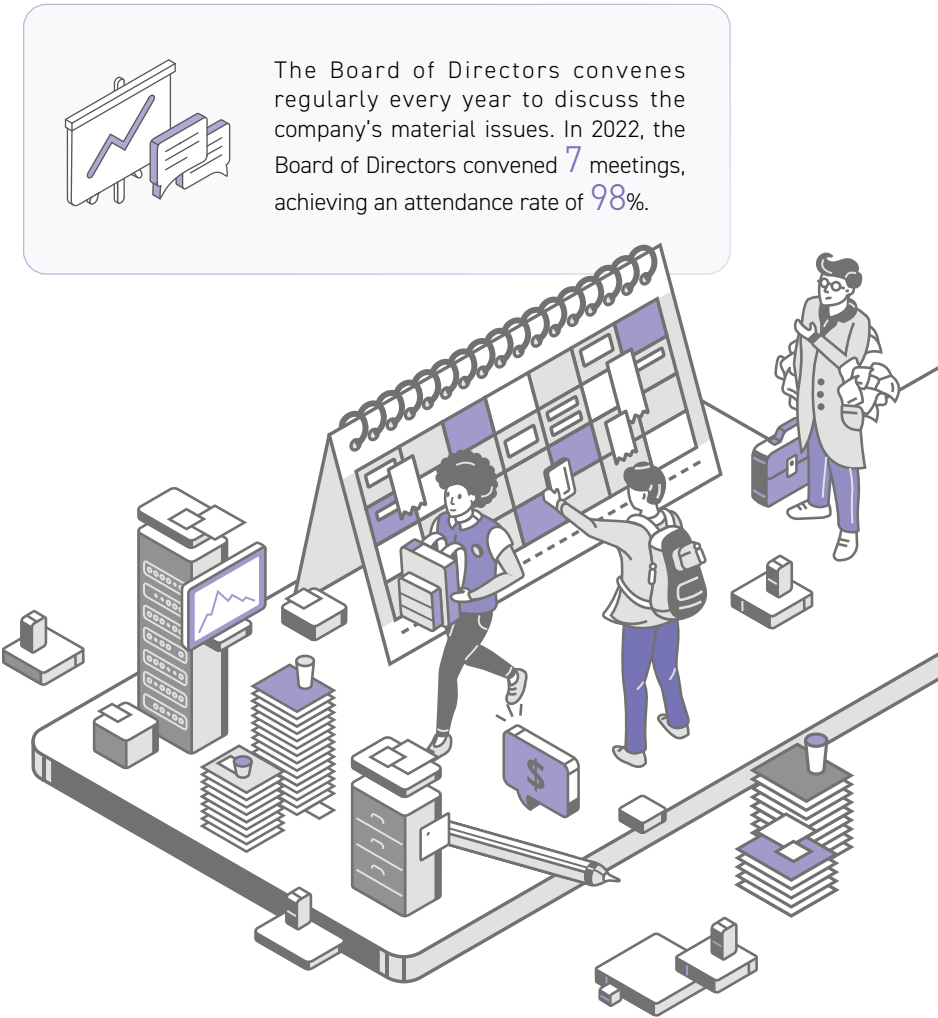 The Board of Directors convenes
regularly every year to discuss the
company's material issues. In 2022, the
Board of Directors convened 7 meetings,
achieving an attendance rate of 98%.
$